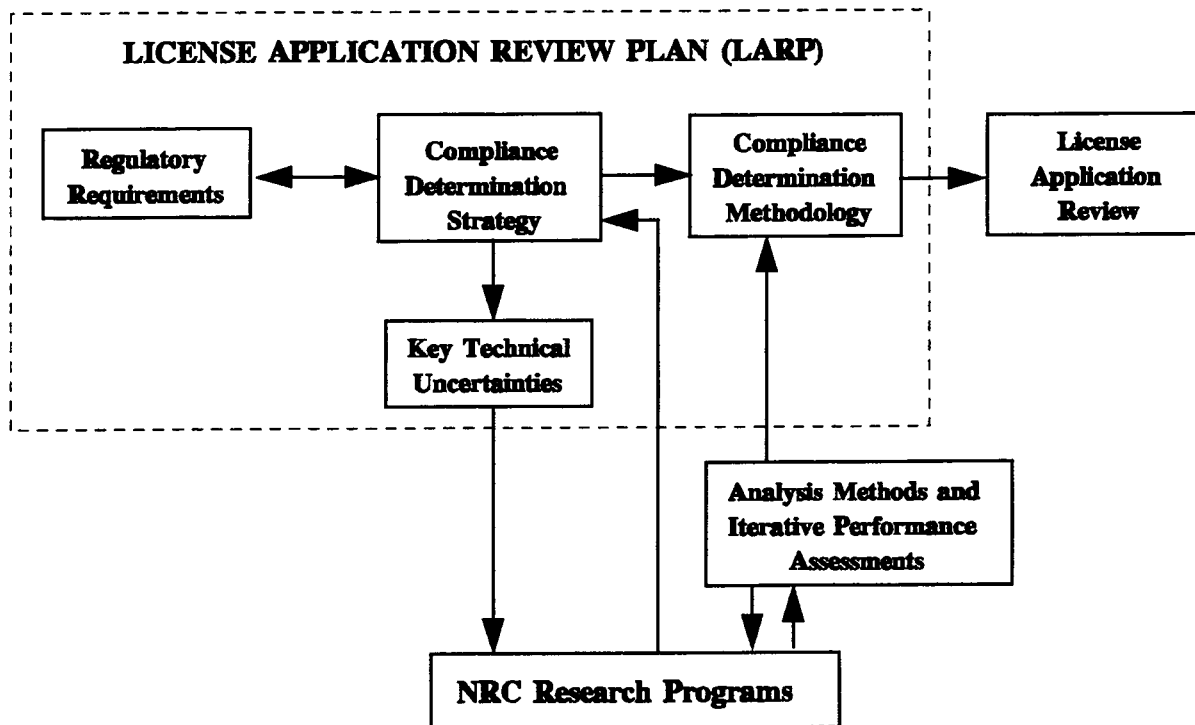 LICENSE APPLICATION REVIEW PLAN (LARP)
Regulatory
Requirements
Compliance
Determination
Strategy
Compliance
Determination
Methodology
License
Application
Review
Key Technical
Uncertainties
Analysis Methods and
Iterative Performance
Assessments
NRC Research Programs